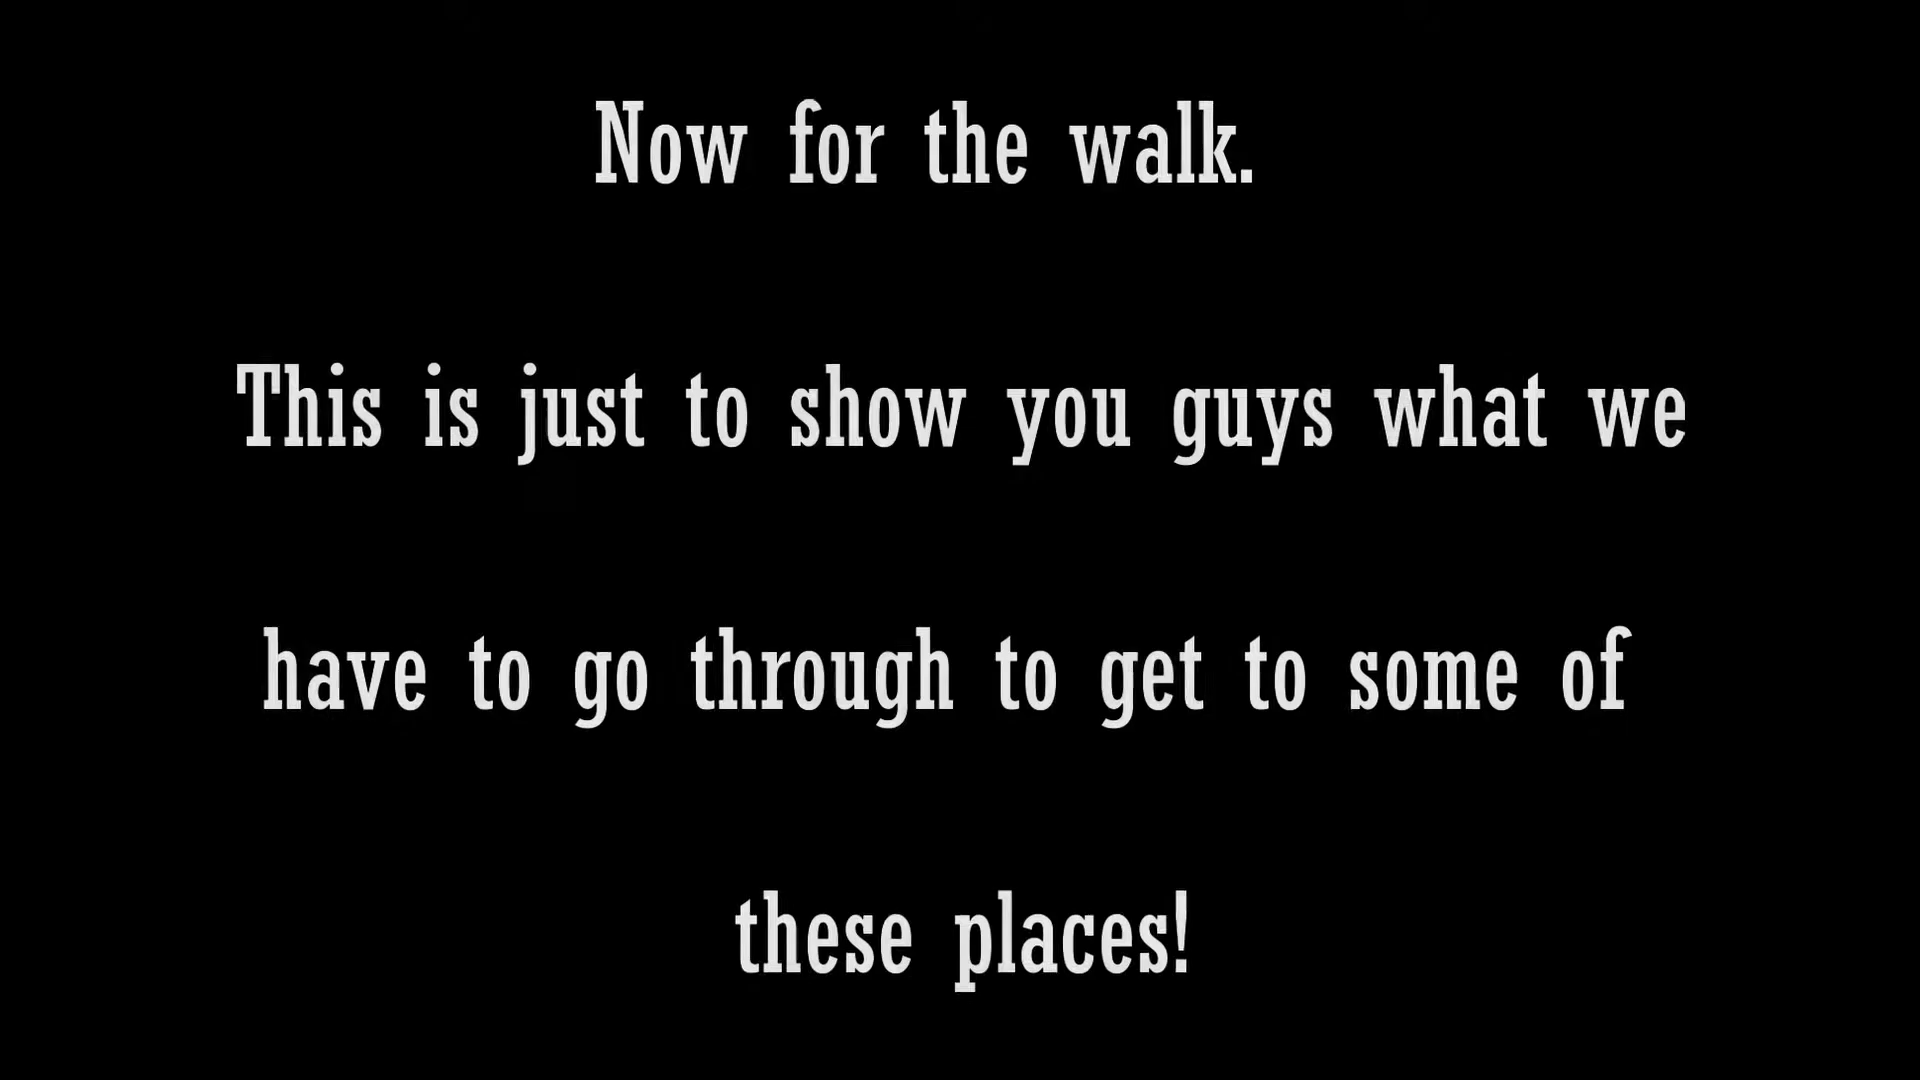 Now for the walk.
This is just to show you guys what we
have to go through to get to some of
these places!